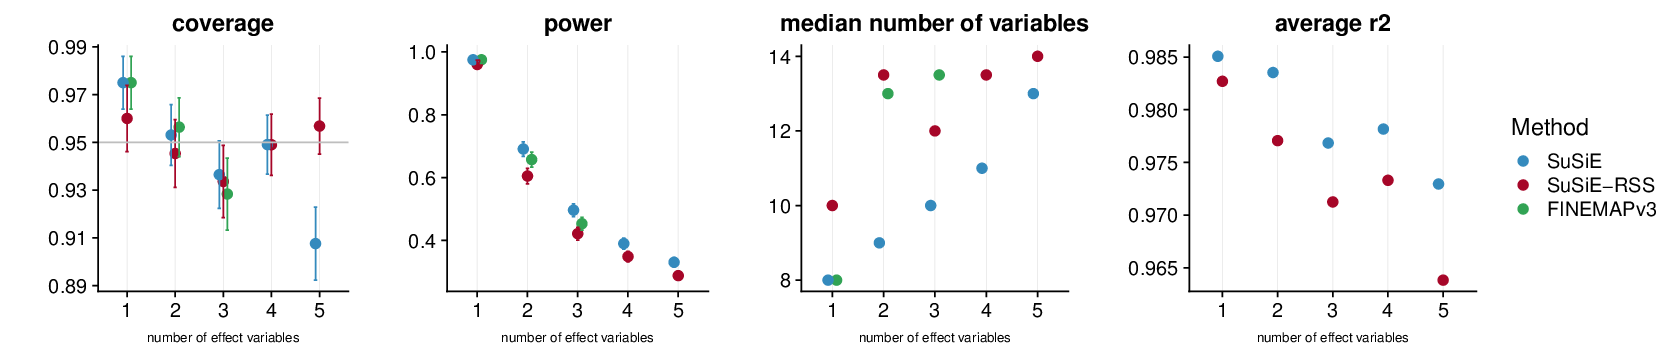 coverage
0.99
0.97
0.95
0.93
0.91
0.89
1 2 3 4 5
number of effect variables
power
1.0
0.8
0.6
0.4
1 2 3 4 5
number of effect variables
median number of variables
14
12
10
8
1 2 3 4 5
number of effect variables
average r2
0.985
0.980
0.975
0.970
0.965
1 2 3 4 5
number of effect variables
Method
SuSiE
SuSiE−RSS
FINEMAPv3